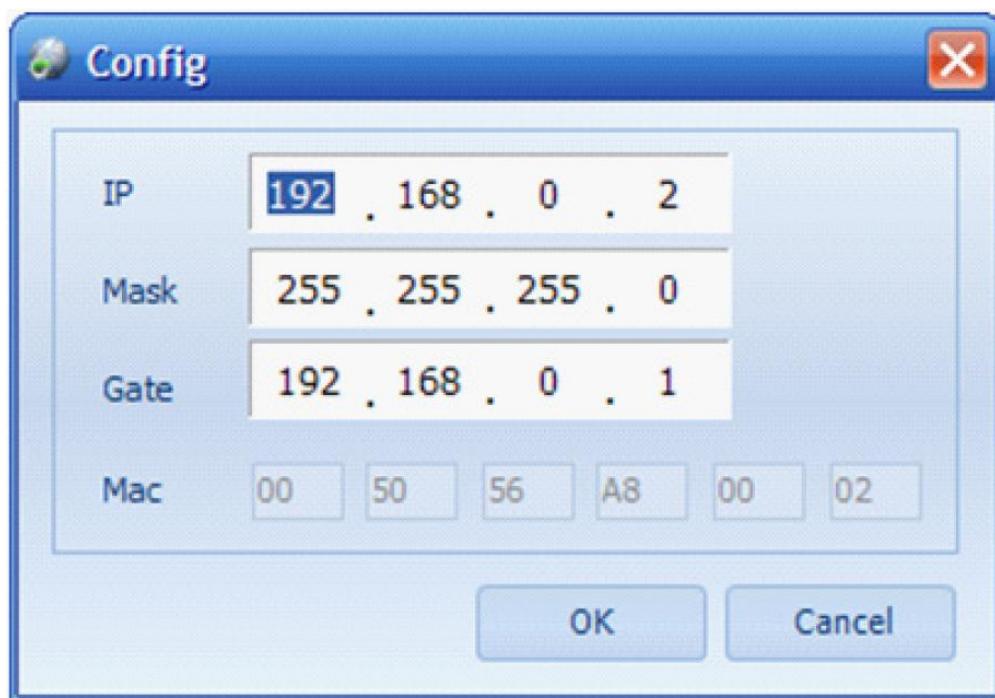 Config
IP 192 . 168 . 0 . 2
Mask 255 . 255 . 255 . 0
Gate 192 . 168 . 0 . 1
Mac 00 50 56 A8 00 02
OK Cancel